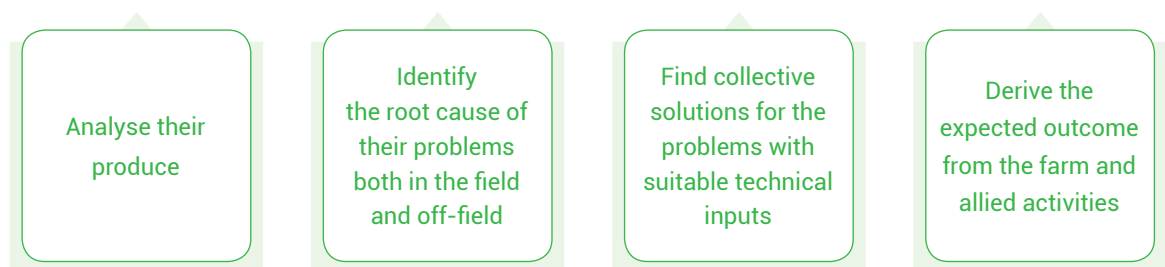 Analyse their
produce
Identify
the root cause of
their problems
both in the field
and off-field
Find collective
solutions for the
problems with
suitable technical
inputs
Derive the
expected outcome
from the farm and
allied activities